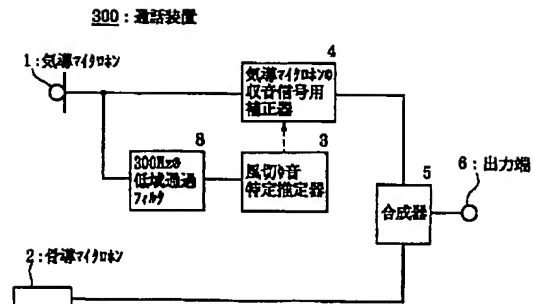 300：通話装置
1：気導マイクロホン
4
気導マイクロホンの
収音信号用
補正器
8
300Hzの
低域通過
フィルタ
3
風切り音
特定推定器
5
合成器
6：出力端
2：骨導マイクロホン